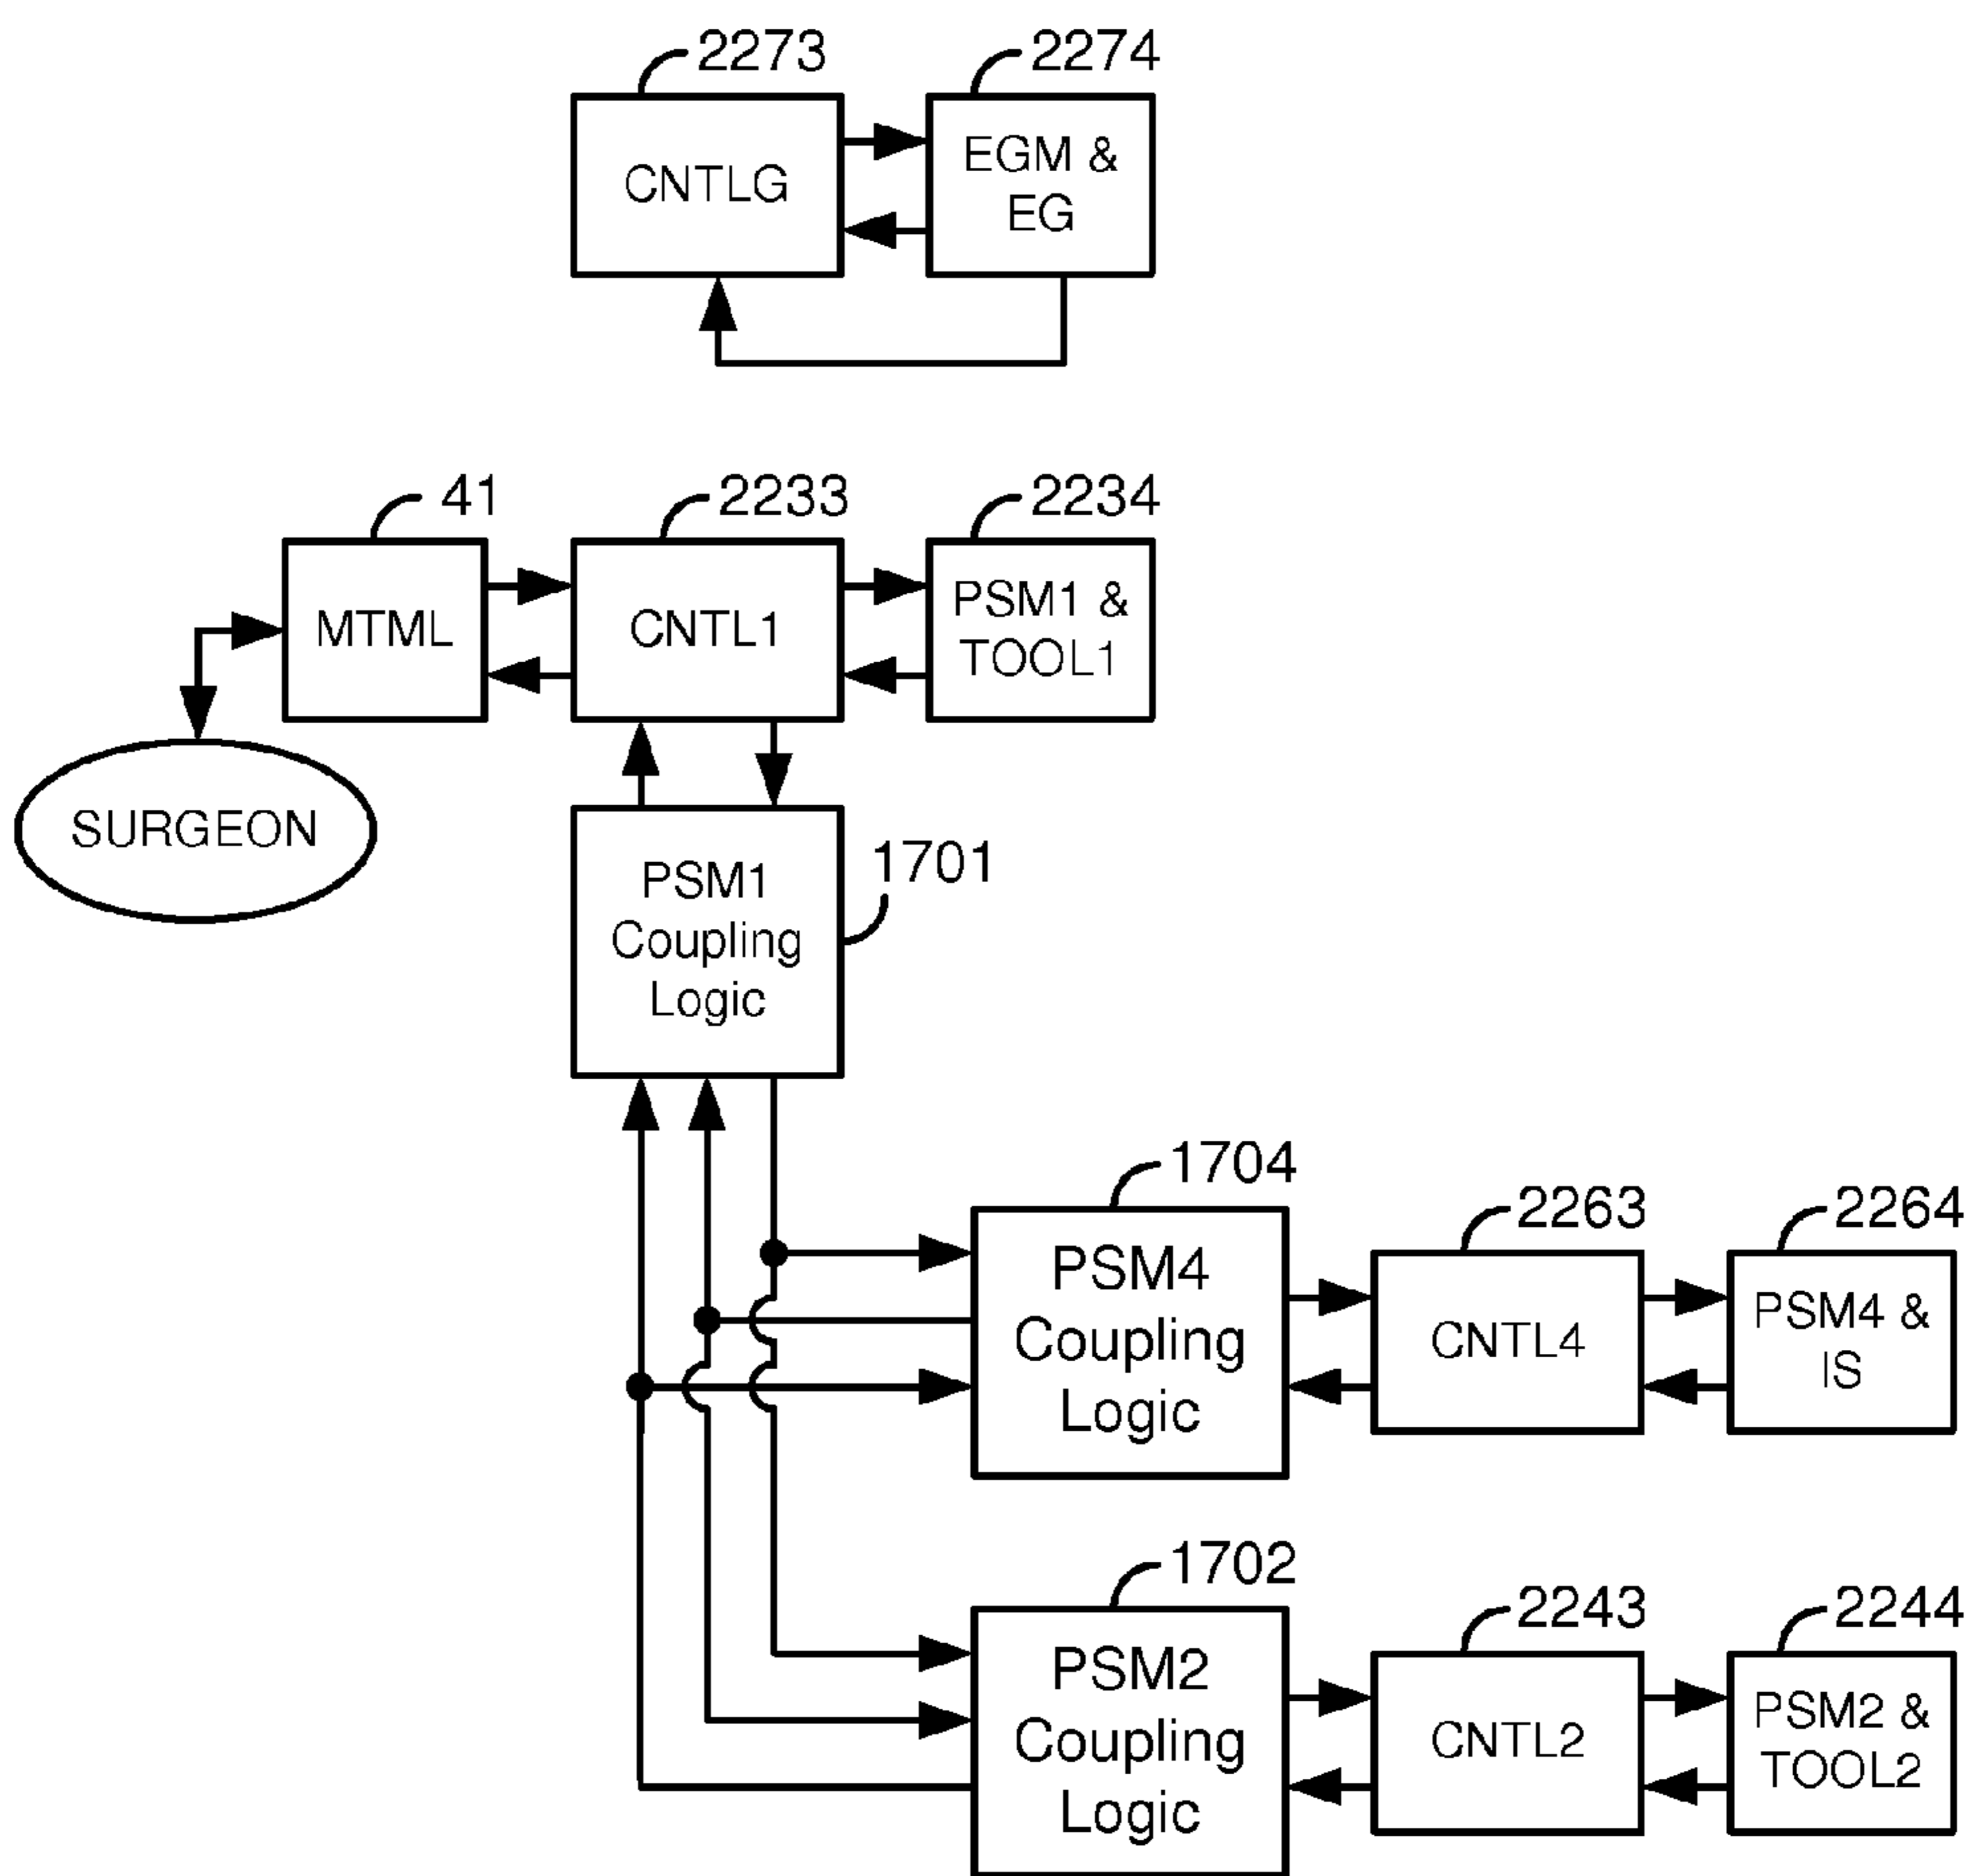 2273
2274
CNTLG
EGM &
EG
41
2233
2234
MTML
CNTL1
PSM1 &
TOOL1
SURGEON
PSM1
Coupling
Logic
1701
1704
2263
2264
PSM4
Coupling
Logic
CNTL4
PSM4 &
IS
1702
2243
2244
PSM2
Coupling
Logic
CNTL2
PSM2 &
TOOL2